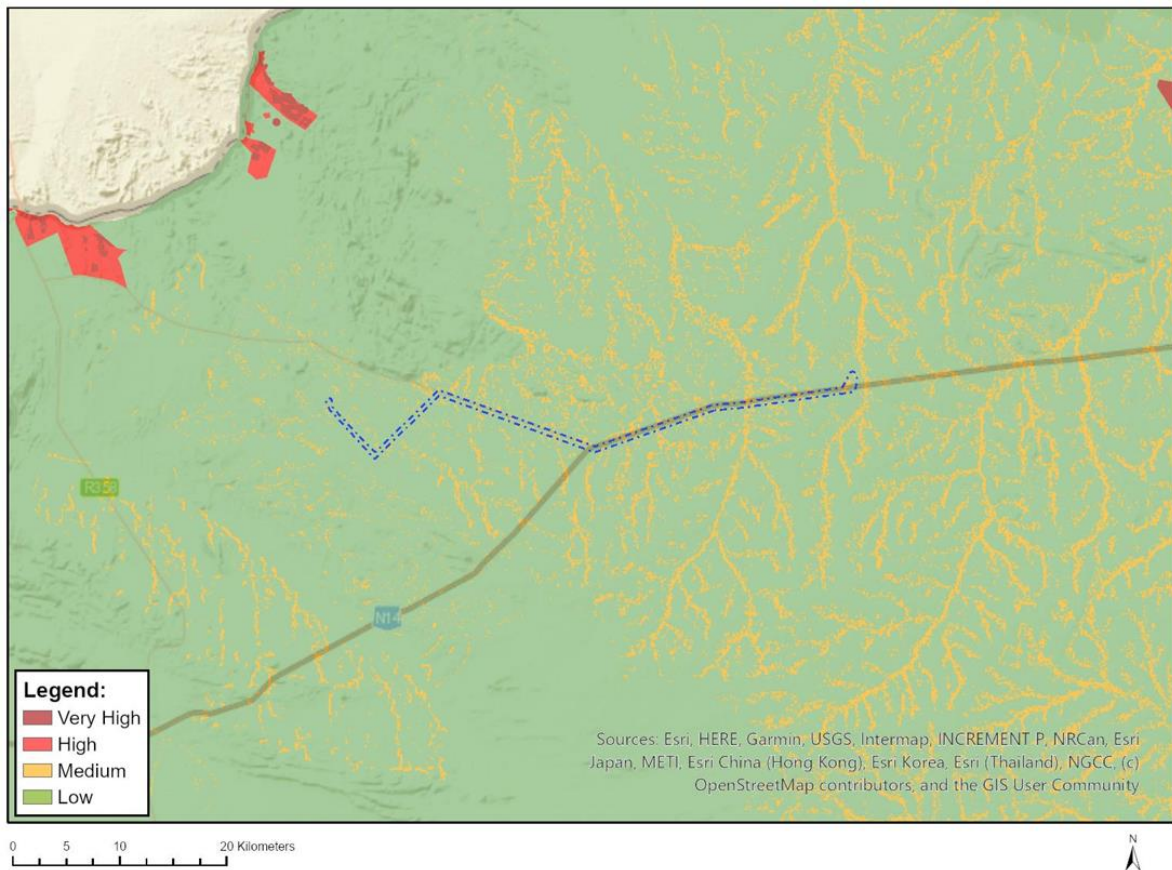 R358
N14
Legend:
Very High
High
Medium
Low
Sources: Esri, HERE, Garmin, USGS, Intermap, INCREMENT P, NRCan, Esri
Japan, METI, Esri China (Hong Kong), Esri Korea, Esri (Thailand), NGCC, (c)
OpenStreetMap contributors, and the GIS User Community
0 5 10 20 Kilometers
N